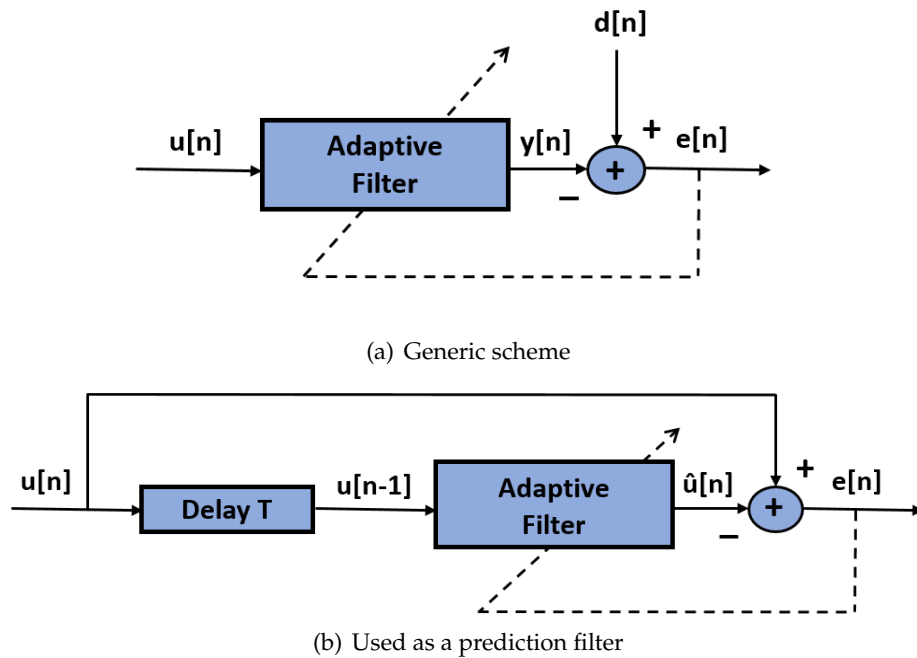 d[n]
u[n]
Adaptive
Filter
y[n]
+
e[n]
+
−
(a) Generic scheme
u[n]
Delay T
u[n-1]
Adaptive
Filter
û[n]
+
e[n]
+
−
(b) Used as a prediction filter